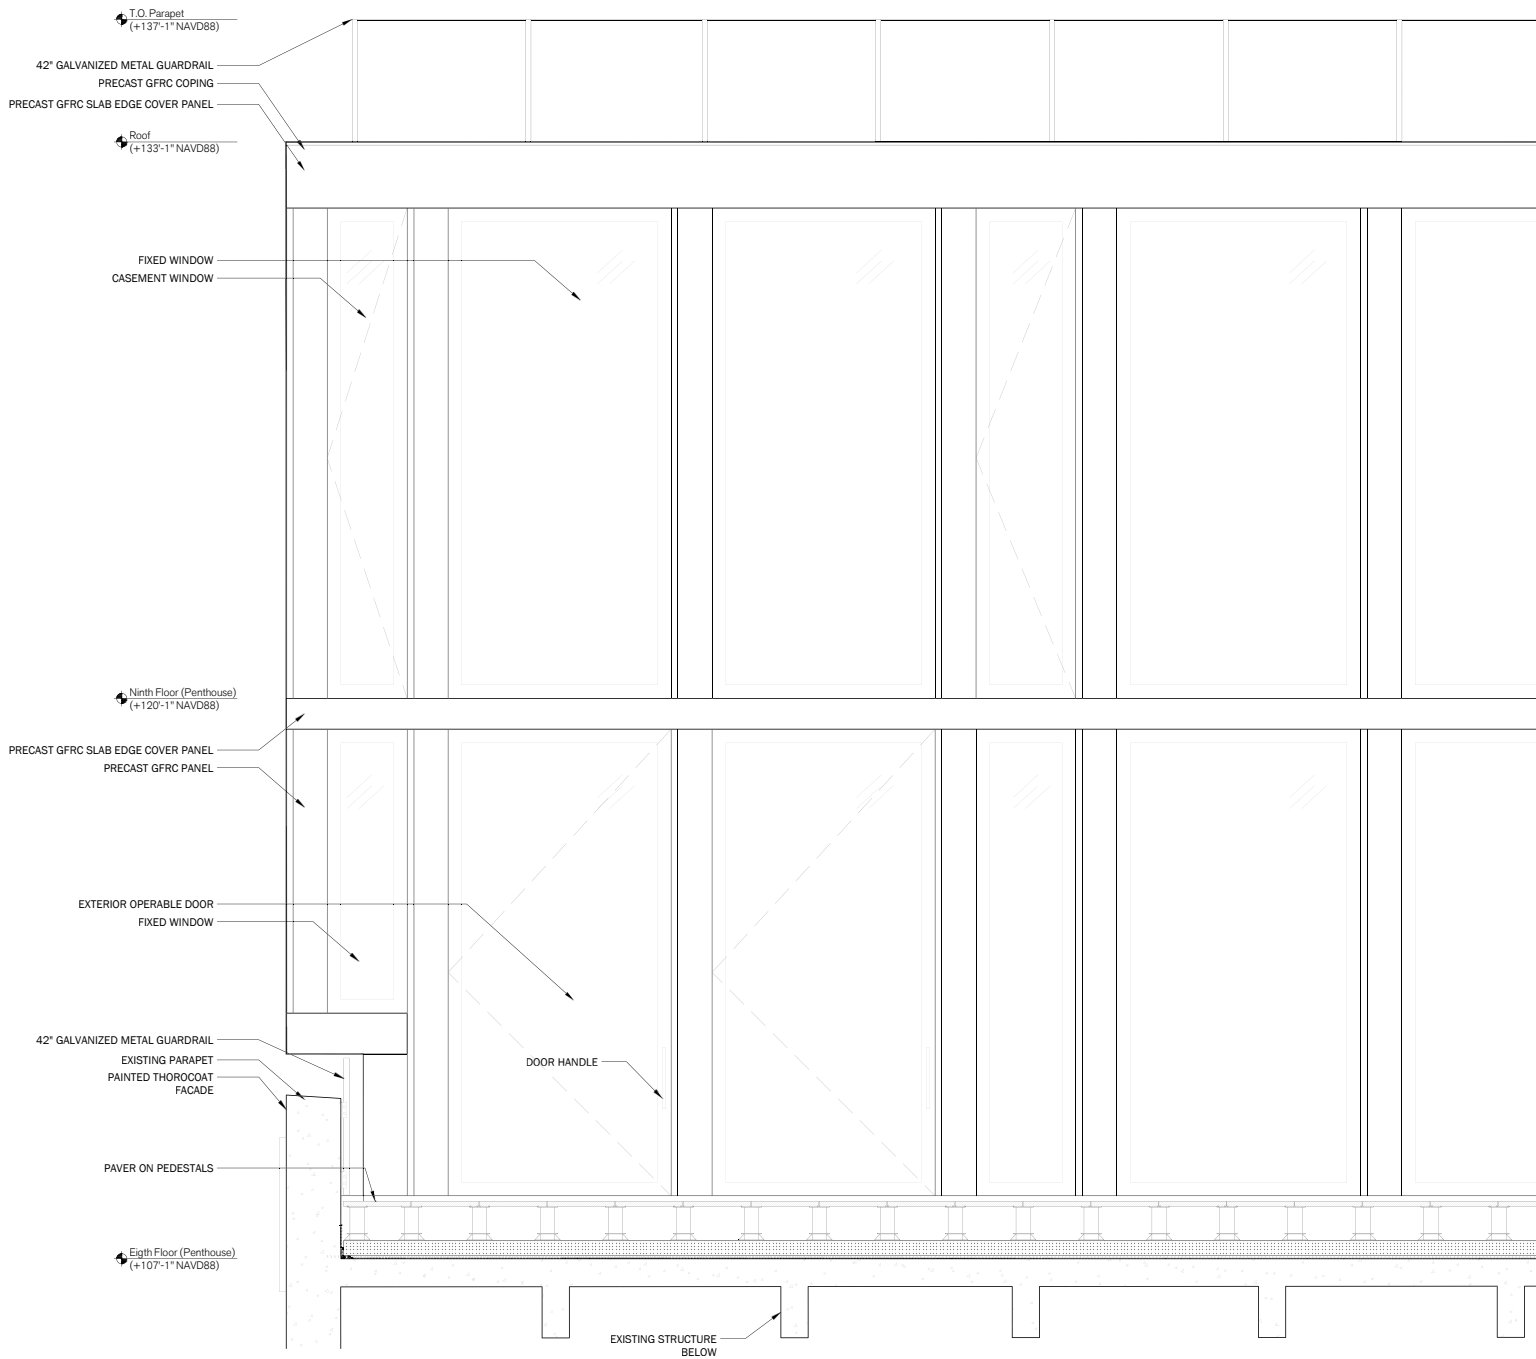 T.O. Parapet
(+137'-1" NAVD88)
42" GALVANIZED METAL GUARDRAIL
PRECAST GFRC COPING
PRECAST GFRC SLAB EDGE COVER PANEL
Roof
(+133'-1" NAVD88)
FIXED WINDOW
CASEMENT WINDOW
Ninth Floor (Penthouse)
(+120'-1" NAVD88)
PRECAST GFRC SLAB EDGE COVER PANEL
PRECAST GFRC PANEL
EXTERIOR OPERABLE DOOR
FIXED WINDOW
42" GALVANIZED METAL GUARDRAIL
EXISTING PARAPET
DOOR HANDLE
PAINTED THOROCOAT
FACADE
PAVER ON PEDESTALS
Eigth Floor (Penthouse)
(+107'-1" NAVD88)
EXISTING STRUCTURE
BELOW